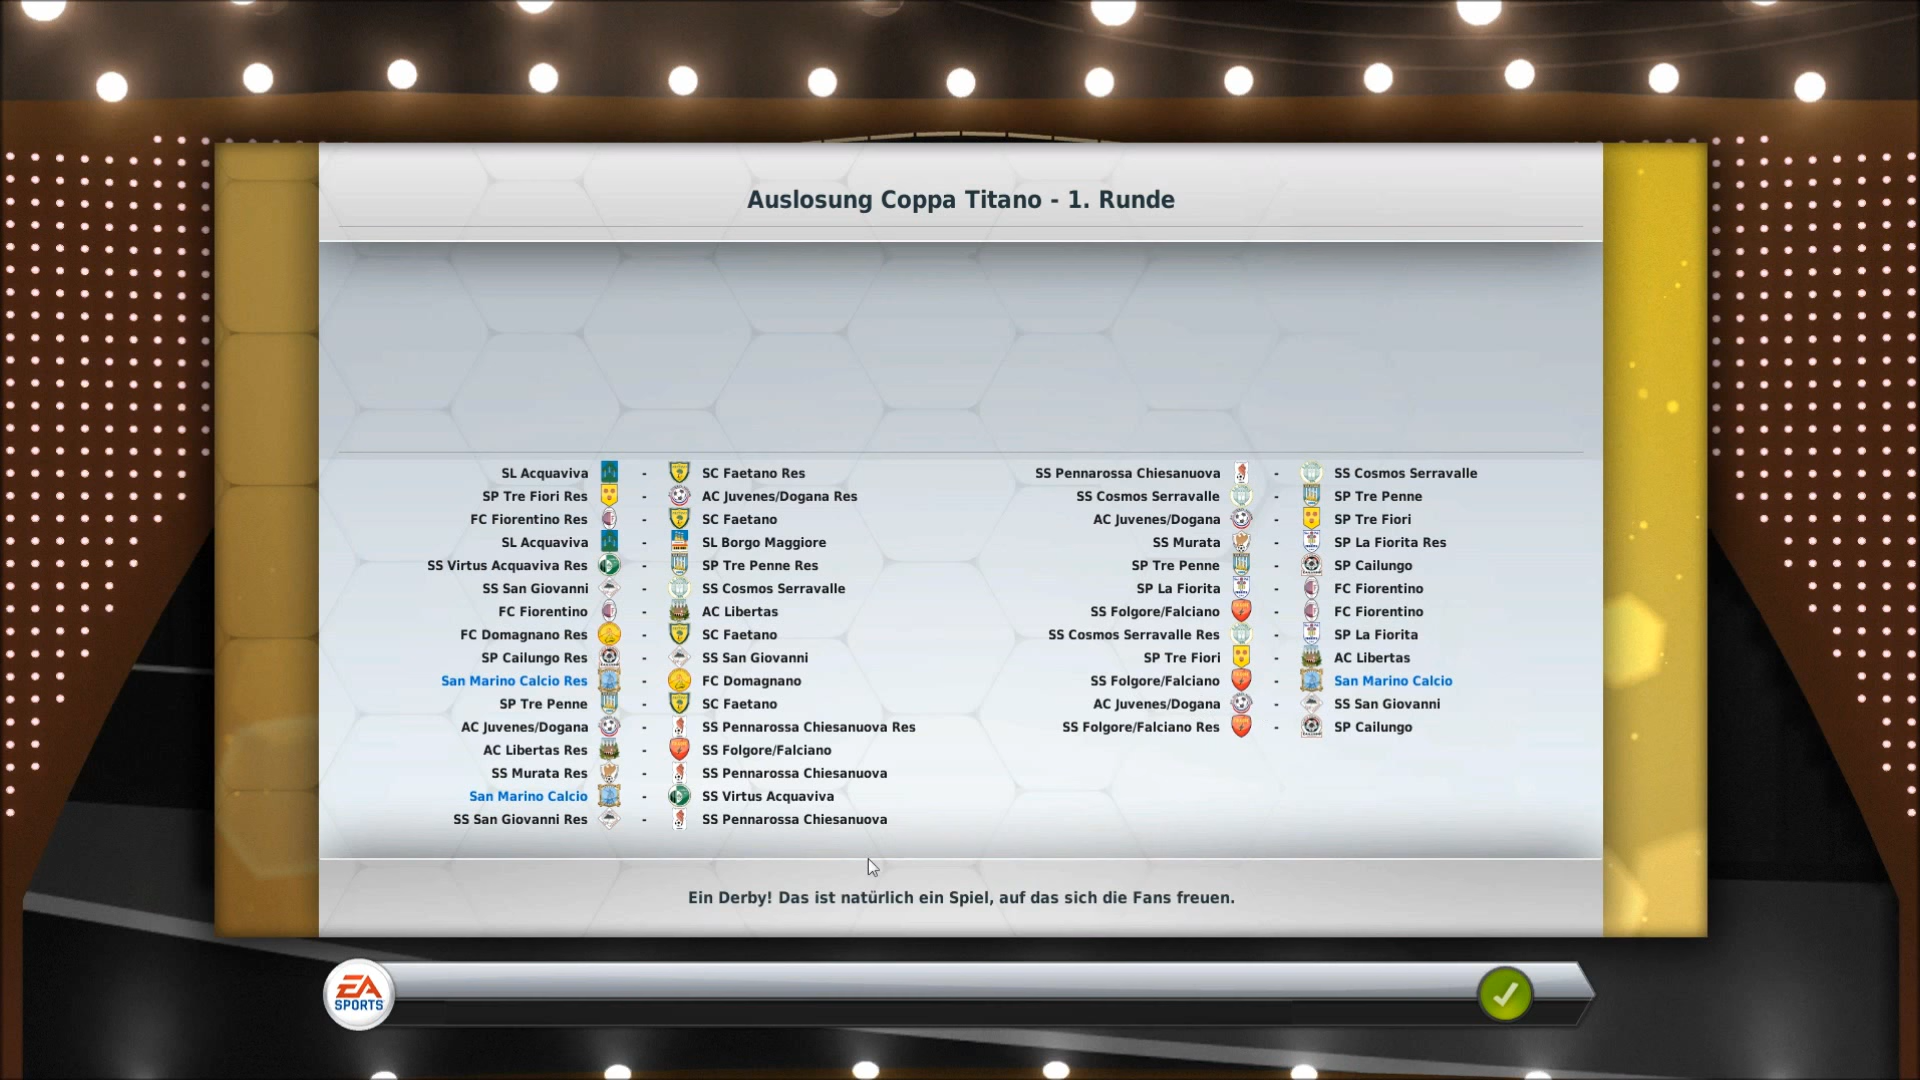 Auslosung Coppa Titano - 1. Runde
SL Acquaviva - SC Faetano Res
SP Tre Fiori Res - AC Juvenes/Dogana Res
FC Fiorentino Res - SC Faetano
SL Acquaviva - SL Borgo Maggiore
SS Virtus Acquaviva Res - SP Tre Penne Res
SS San Giovanni - SS Cosmos Serravalle
FC Fiorentino - AC Libertas
FC Domagnano Res - SC Faetano
SP Cailungo Res - SS San Giovanni
San Marino Calcio Res - FC Domagnano
SP Tre Penne - SC Faetano
AC Juvenes/Dogana - SS Pennarossa Chiesanuova Res
AC Libertas Res - SS Folgore/Falciano
SS Murata Res - SS Pennarossa Chiesanuova
San Marino Calcio - SS Virtus Acquaviva
SS San Giovanni Res - SS Pennarossa Chiesanuova
SS Pennarossa Chiesanuova - SS Cosmos Serravalle
SS Cosmos Serravalle - SP Tre Penne
AC Juvenes/Dogana - SP Tre Fiori
SS Murata - SP La Fiorita Res
SP Tre Penne - SP Cailungo
SP La Fiorita - FC Fiorentino
SS Folgore/Falciano - FC Fiorentino
SS Cosmos Serravalle Res - SP La Fiorita
SP Tre Fiori - AC Libertas
SS Folgore/Falciano - San Marino Calcio
AC Juvenes/Dogana - SS San Giovanni
SS Folgore/Falciano Res - SP Cailungo
Ein Derby! Das ist natürlich ein Spiel, auf das sich die Fans freuen.
EA
SPORTS